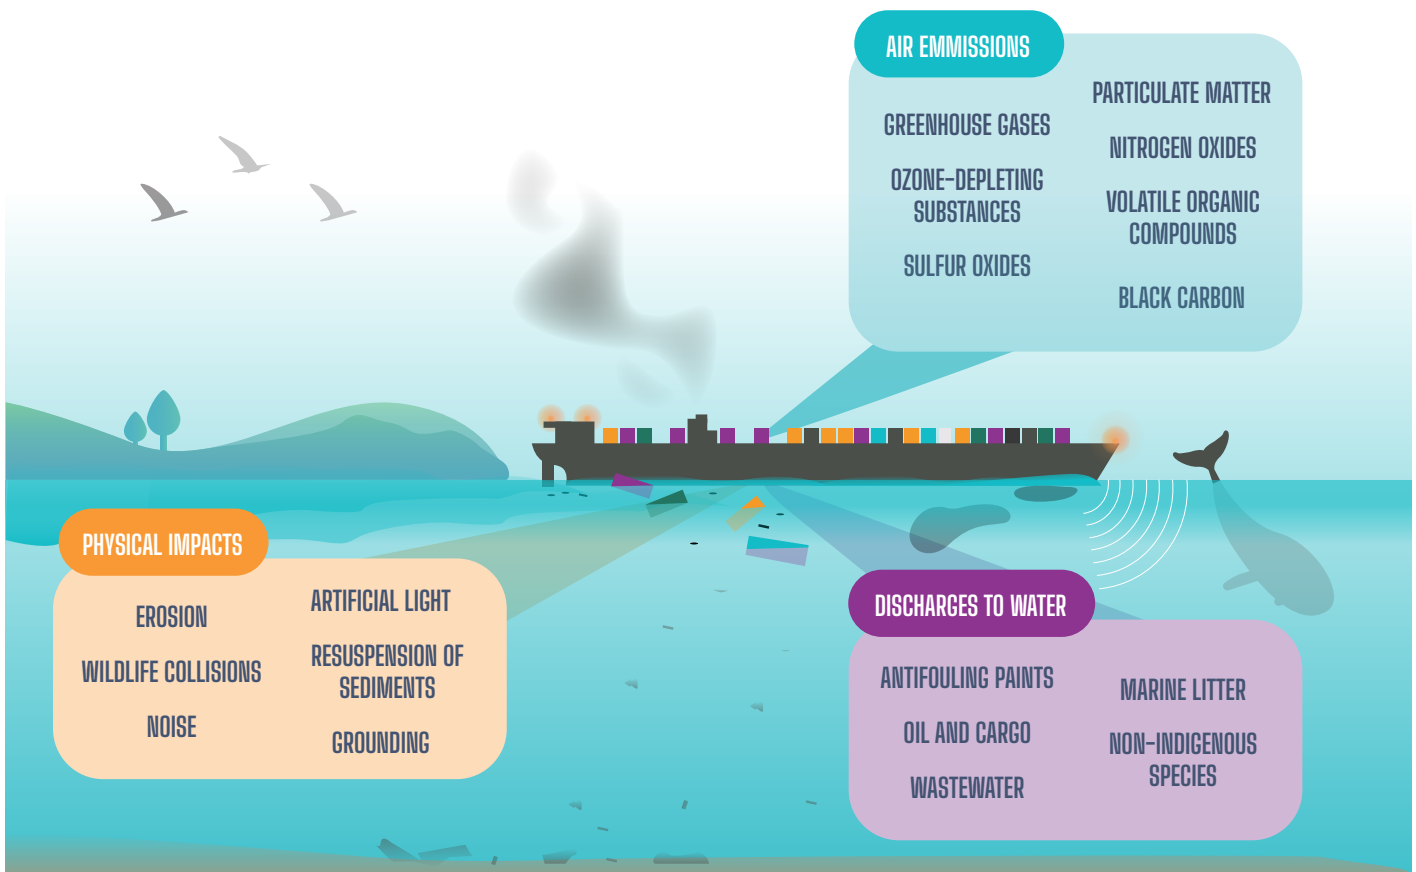 AIR EMMISSIONS
GREENHOUSE GASES
OZONE-DEPLETING
SUBSTANCES
SULFUR OXIDES
PARTICULATE MATTER
NITROGEN OXIDES
VOLATILE ORGANIC
COMPOUNDS
BLACK CARBON
PHYSICAL IMPACTS
EROSION
WILDLIFE COLLISIONS
NOISE
ARTIFICIAL LIGHT
RESUSPENSION OF
SEDIMENTS
GROUNDING
DISCHARGES TO WATER
ANTIFOULING PAINTS
OIL AND CARGO
WASTEWATER
MARINE LITTER
NON-INDIGENOUS
SPECIES